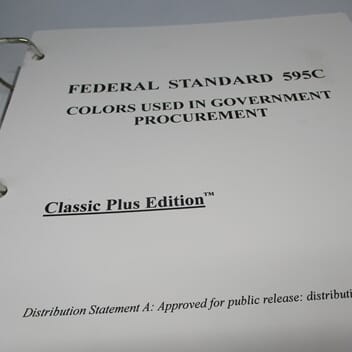 FEDERAL STANDARD 595C
COLORS USED IN GOVERNMENT
PROCUREMENT
Classic Plus Edition™
Distribution Statement A: Approved for public release: distributi